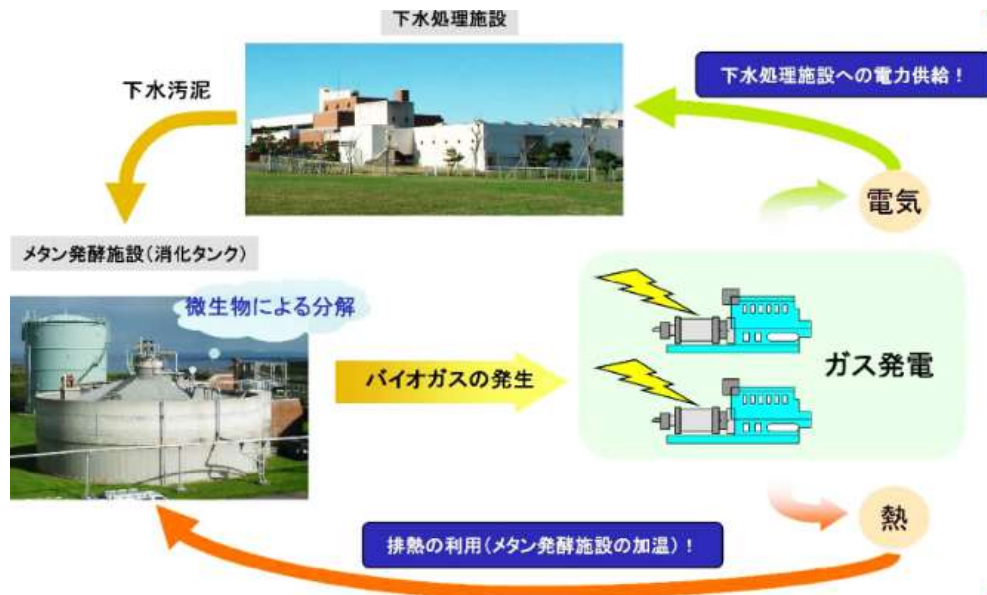 下水処理施設
下水処理施設への電力供給！
下水汚泥
電気
メタン発酵施設(消化タンク)
微生物による分解
バイオガスの発生
ガス発電
熱
排熱の利用(メタン発酵施設の加温)！